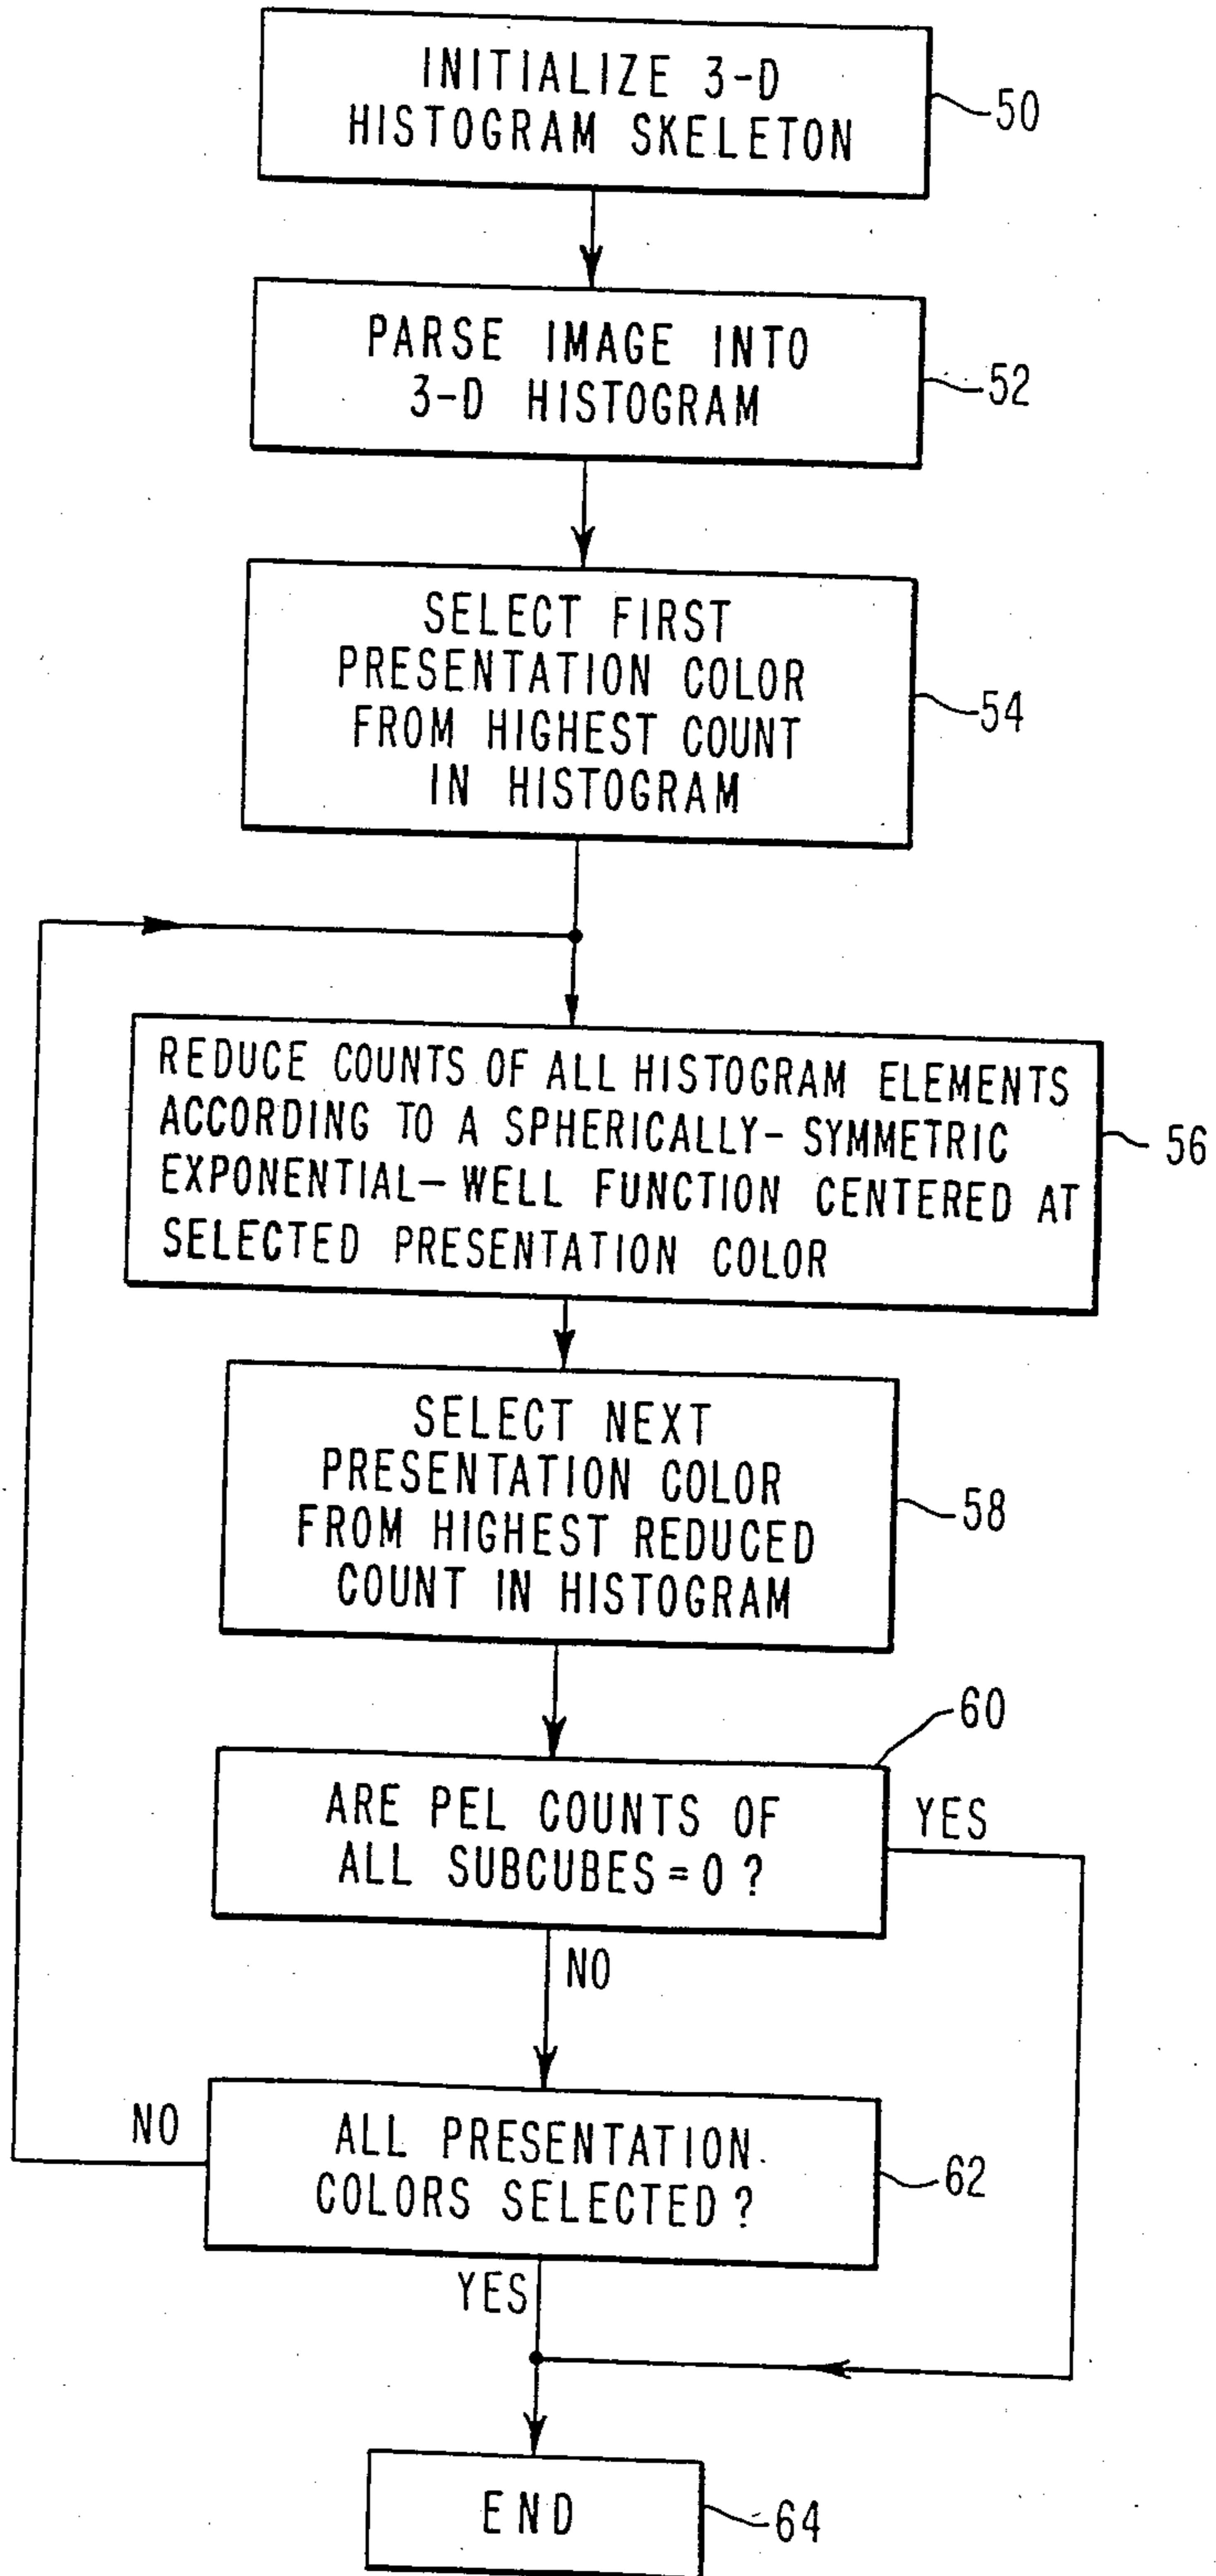 INITIALIZE 3-D
HISTOGRAM SKELETON
50
PARSE IMAGE INTO
3-D HISTOGRAM
52
SELECT FIRST
PRESENTATION COLOR
FROM HIGHEST COUNT
IN HISTOGRAM
54
REDUCE COUNTS OF ALL HISTOGRAM ELEMENTS
ACCORDING TO A SPHERICALLY- SYMMETRIC
EXPONENTIAL-WELL FUNCTION CENTERED AT
SELECTED PRESENTATION COLOR
56
SELECT NEXT
PRESENTATION COLOR
FROM HIGHEST REDUCED
COUNT IN HISTOGRAM
58
60
ARE PEL COUNTS OF
ALL SUBCUBES = 0 ?
YES
NO
ALL PRESENTATION
COLORS SELECTED ?
62
NO
YES
END
64